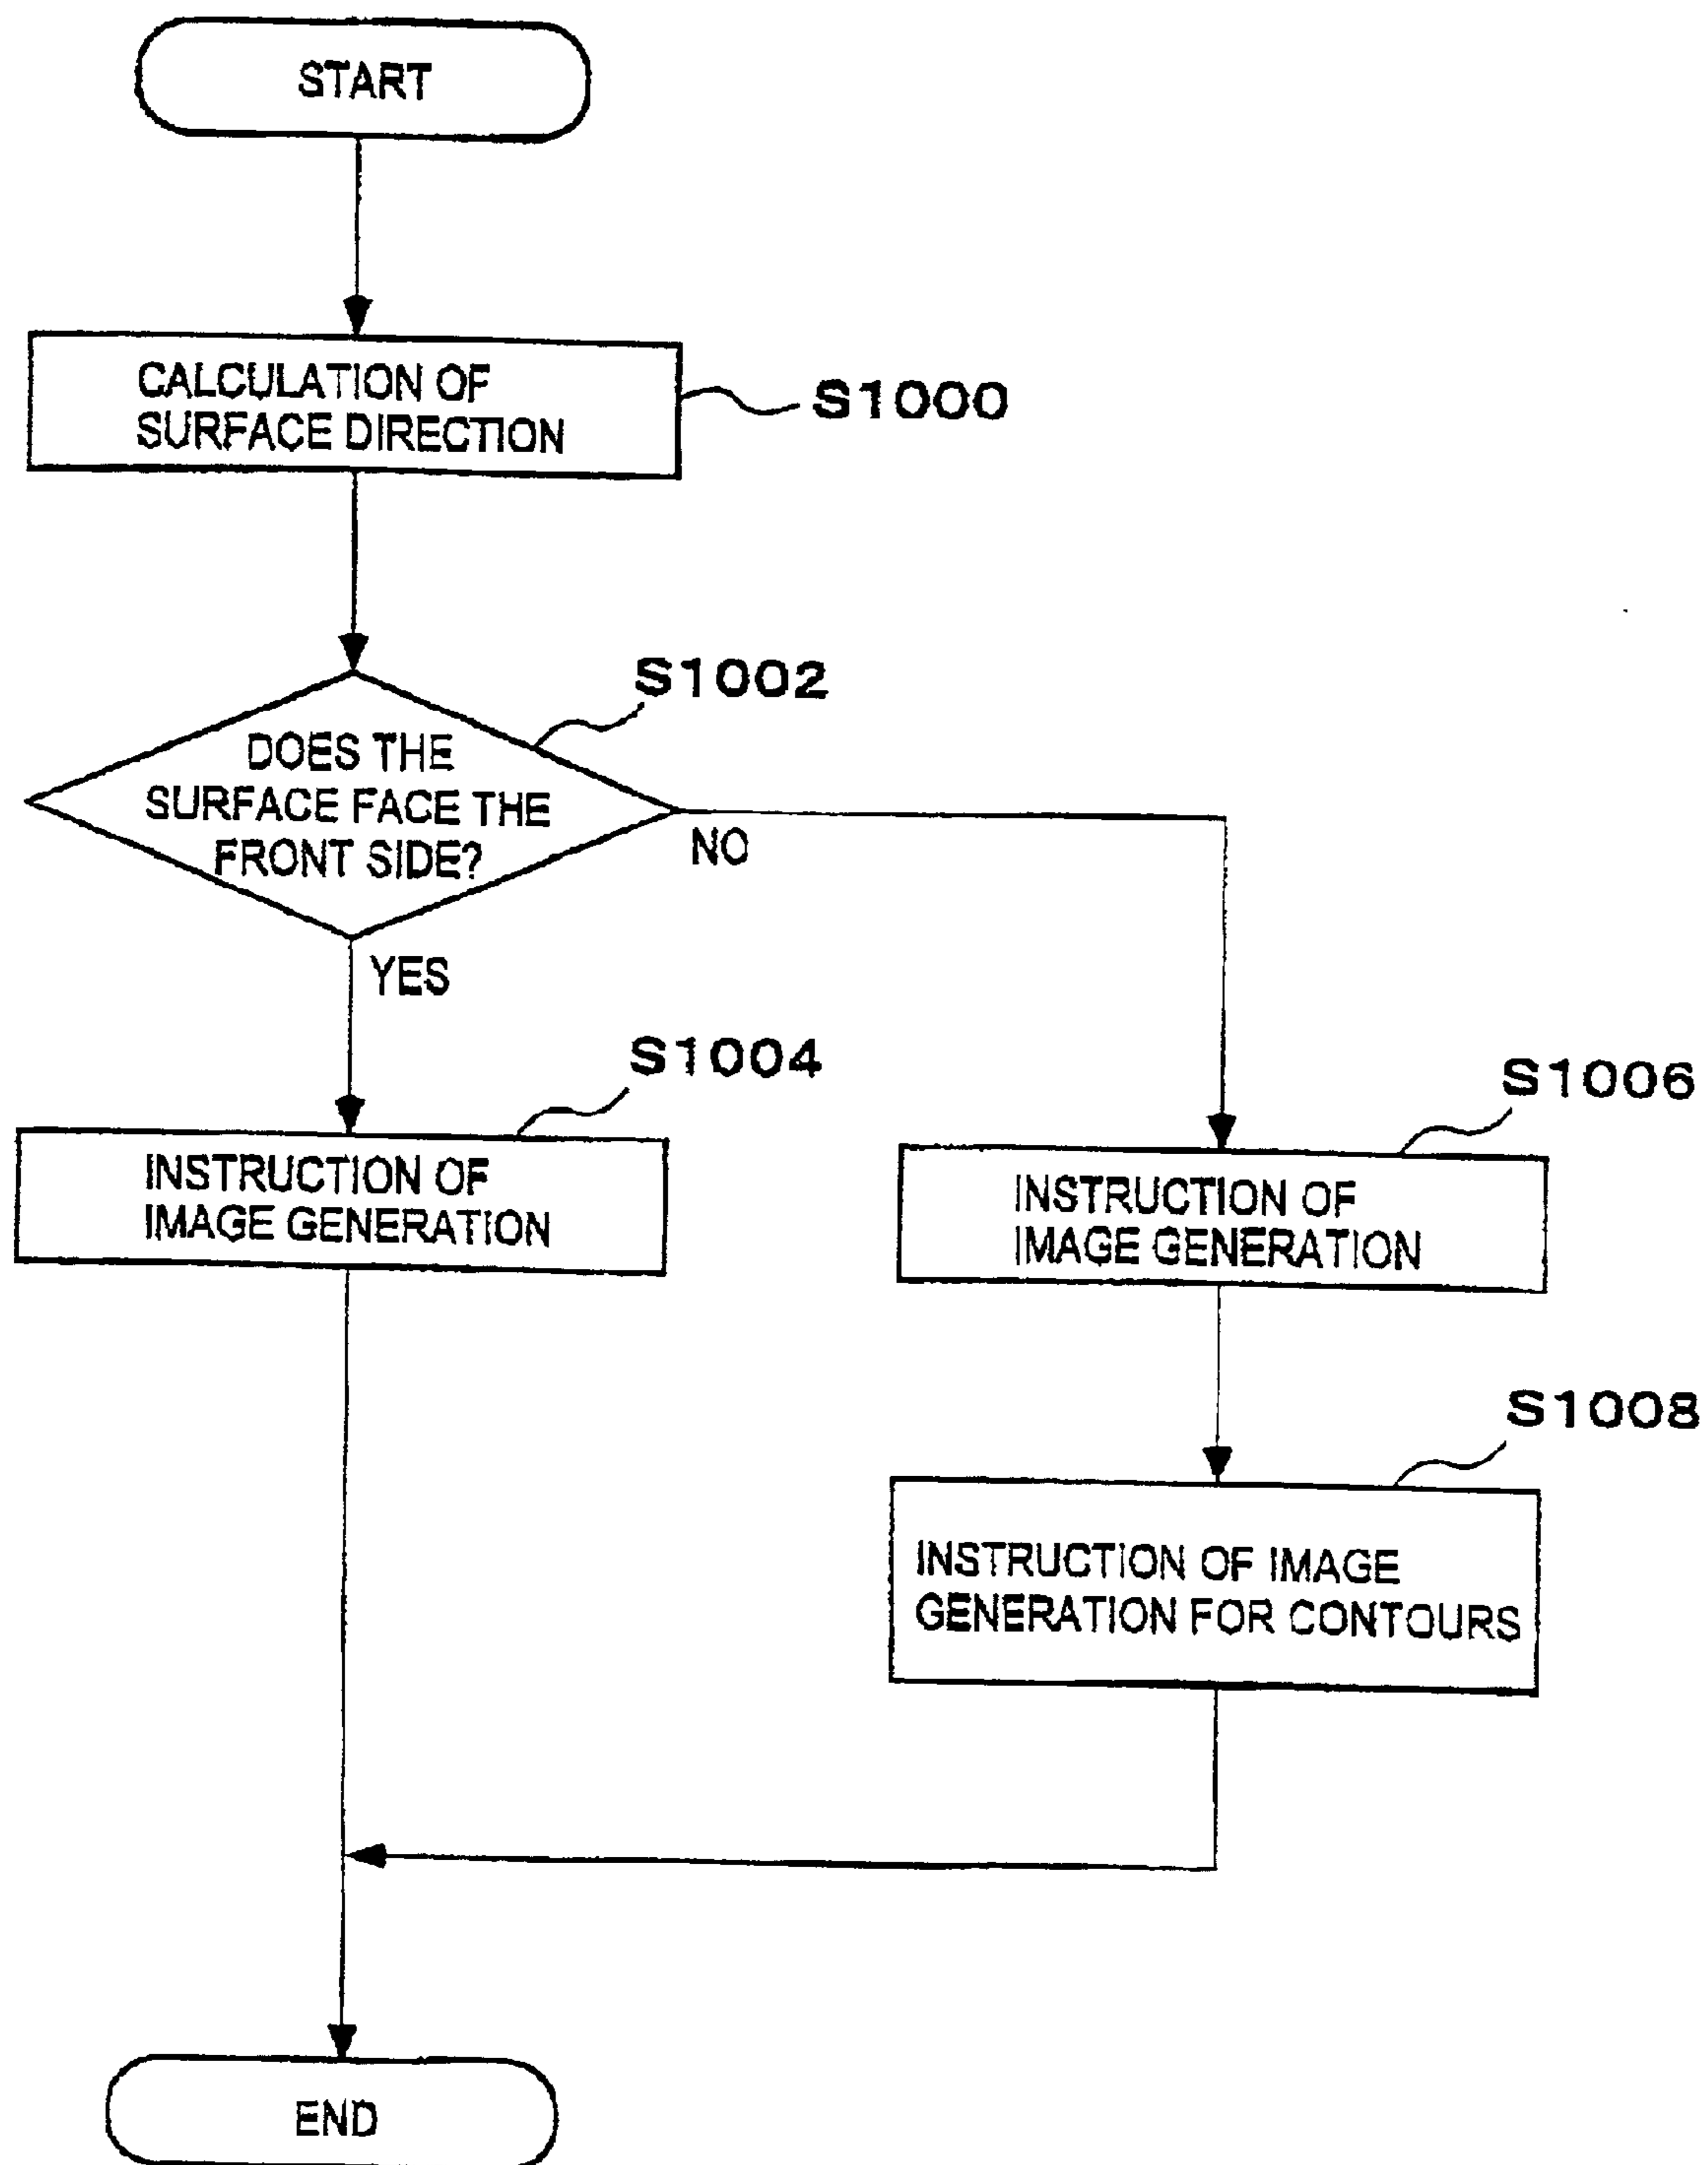 START
CALCULATION OF
SURFACE DIRECTION
S1000
S1002
DOES THE
SURFACE FACE THE
FRONT SIDE?
NO
YES
S1004
INSTRUCTION OF
IMAGE GENERATION
S1006
INSTRUCTION OF
IMAGE GENERATION
S1008
INSTRUCTION OF IMAGE
GENERATION FOR CONTOURS
END